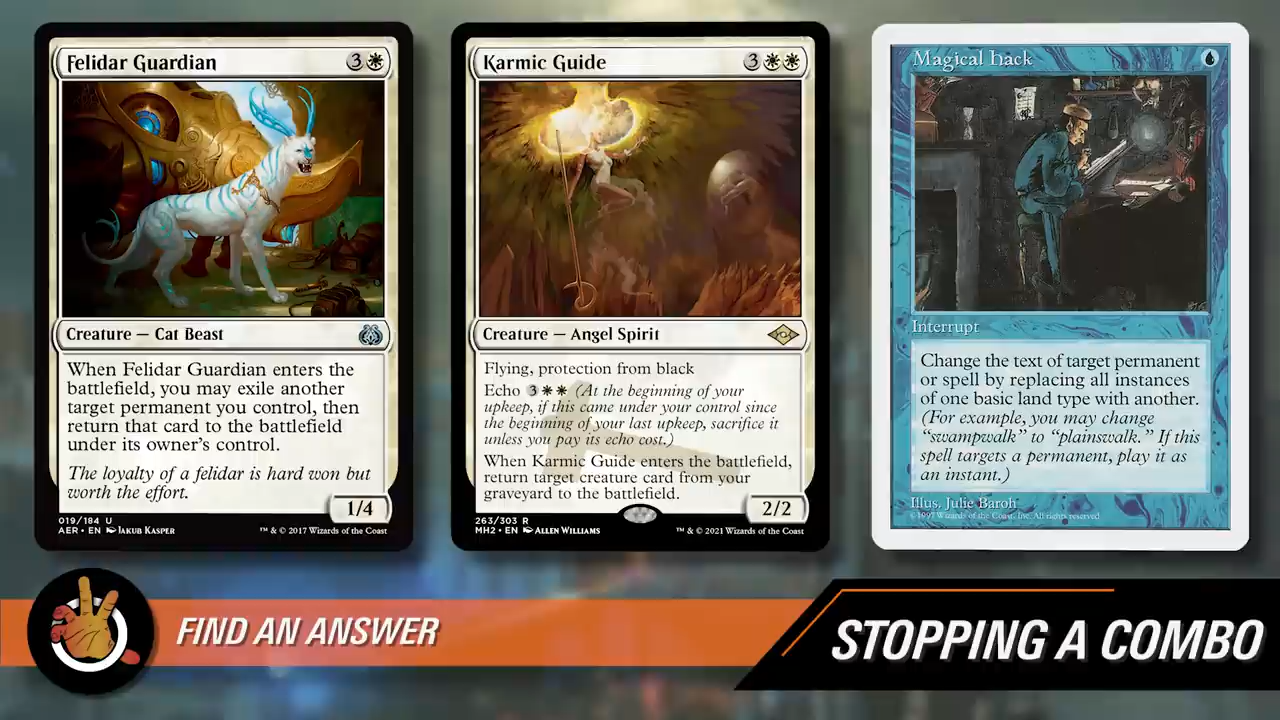 Felidar Guardian 3
Creature — Cat Beast
When Felidar Guardian enters the
battlefield, you may exile another
target permanent you control, then
return that card to the battlefield
under its owner's control.
The loyalty of a felidar is hard won but
worth the effort.
1/4
019/184 U
AER • EN Jakub Kasper ™ & © 2017 Wizards of the Coast
Karmic Guide 3
Creature — Angel Spirit
Flying, protection from black
Echo 3 (At the beginning of your
upkeep, if this came under your control since
the beginning of your last upkeep, sacrifice it
unless you pay its echo cost.)
When Karmic Guide enters the battlefield,
return target creature card from your
graveyard to the battlefield.
2/2
263/303 R
MH2 • EN Allen Williams ™ & © 2021 Wizards of the Coast
Magical Hack
Interrupt
Change the text of target permanent
or spell by replacing all instances
of one basic land type with another.
(For example, you may change
“swampwalk” to “plainswalk.” If this
spell targets a permanent, play it as
an instant.)
Illus. Julie Baroh
© 1997 Wizards of the Coast, Inc. All rights reserved
FIND AN ANSWER
STOPPING A COMBO